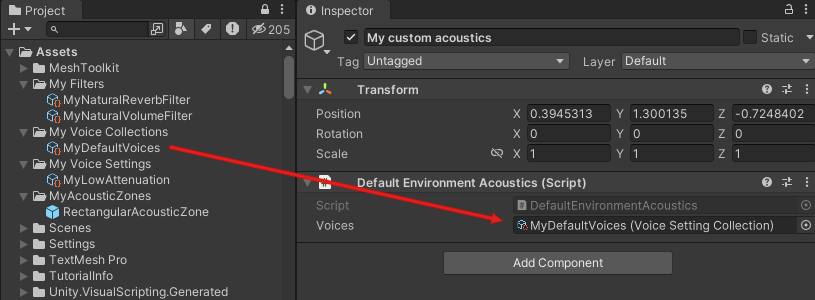 Project
205
Assets
MeshToolkit
My Filters
MyNaturalReverbFilter
MyNaturalVolumeFilter
My Voice Collections
MyDefaultVoices
My Voice Settings
MyLowAttenuation
MyAcousticZones
RectangularAcousticZone
Scenes
Settings
TextMesh Pro
TutorialInfo
Unity.VisualScripting.Generated
Inspector
My custom acoustics Static
Tag Untagged Layer Default
Transform
Position X 0.3945313 Y 1.300135 Z -0.7248402
Rotation X 0 Y 0 Z 0
Scale X 1 Y 1 Z 1
Default Environment Acoustics (Script)
Script DefaultEnvironmentAcoustics
Voices MyDefaultVoices (Voice Setting Collection)
Add Component